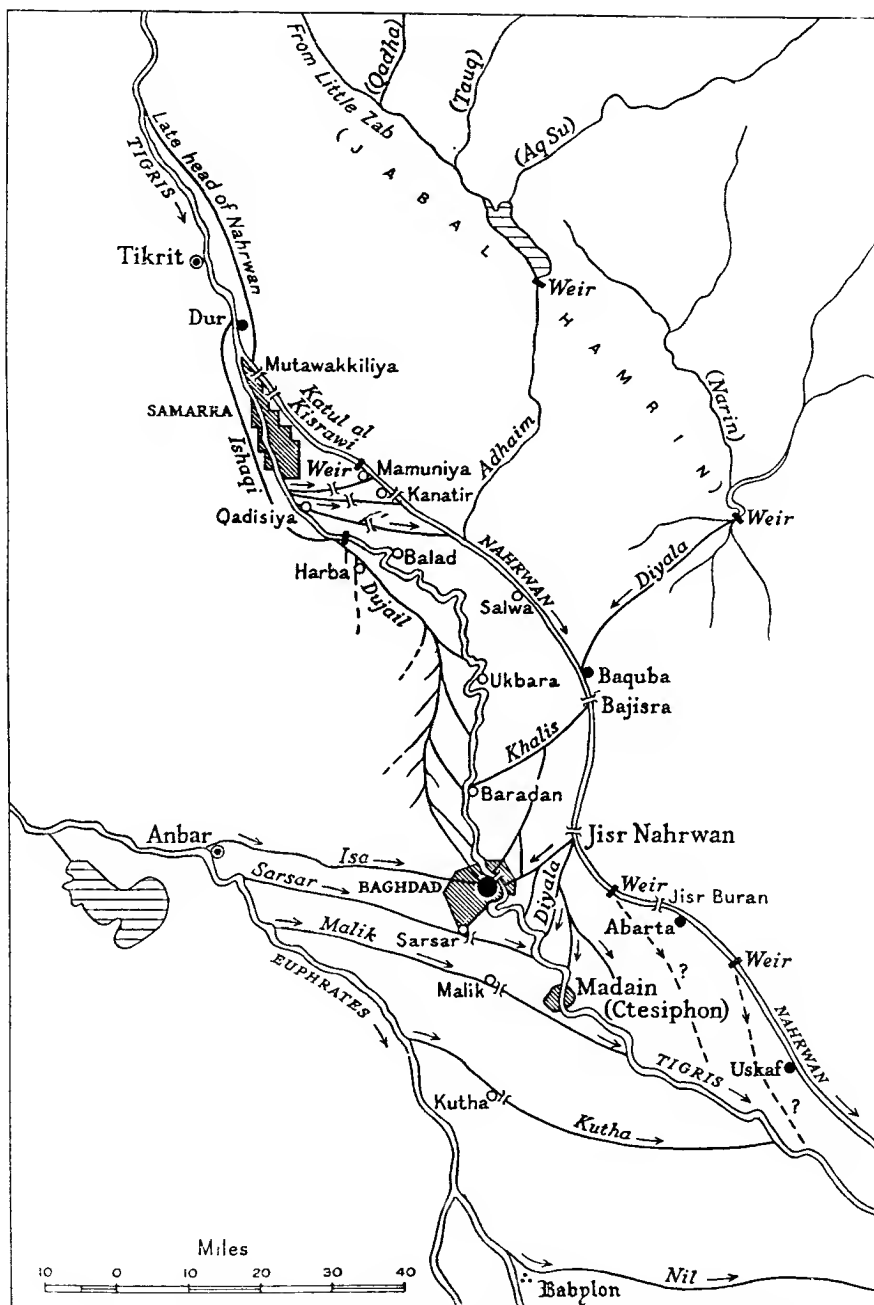 From Little Zab
(Qadha)
(Tauq)
(Aq Su)
(JABAL HAMRIN)
Late head of Nahrwan
TIGRIS
Tikrit
Weir
Dur
Mutawakkiliya
(Narin)
SAMARRA
Katul al
Kisrawi
Ishaqi
Adhaim
Weir
Mamuniya
Kanatir
Qadisiya
Weir
Balad
NAHRWAN
Diyala
Harba
Dujail
Salwa
Baquba
Ukbara
Bajisra
Khalis
Baradan
Anbar
Isa
Jisr Nahrwan
Sarsar
BAGHDAD
Diyala
Weir
Jisr Buran
Malik
Sarsar
Abarta
EUPHRATES
Malik
Madain
(Ctesiphon)
?
Weir
NAHRWAN
TIGRIS
Uskaf
Kutha
?
Kutha
Miles
10 0 10 20 30 40
Babylon
Nil